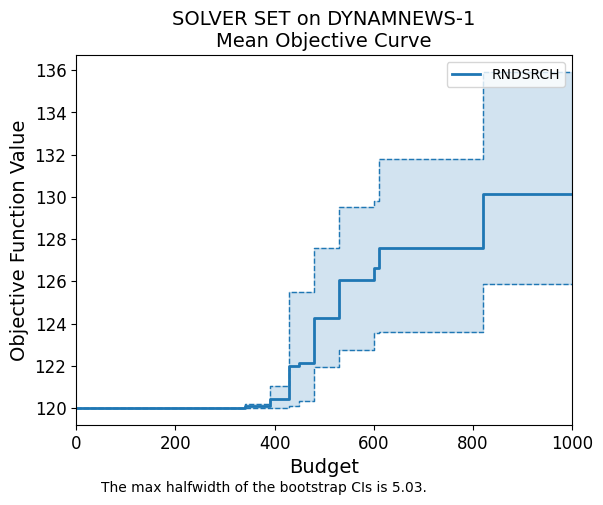 SOLVER SET on DYNAMNEWS-1
Mean Objective Curve
RNDSRCH
Objective Function Value
136
134
132
130
128
126
124
122
120
0 200 400 600 800 1000
Budget
The max halfwidth of the bootstrap CIs is 5.03.